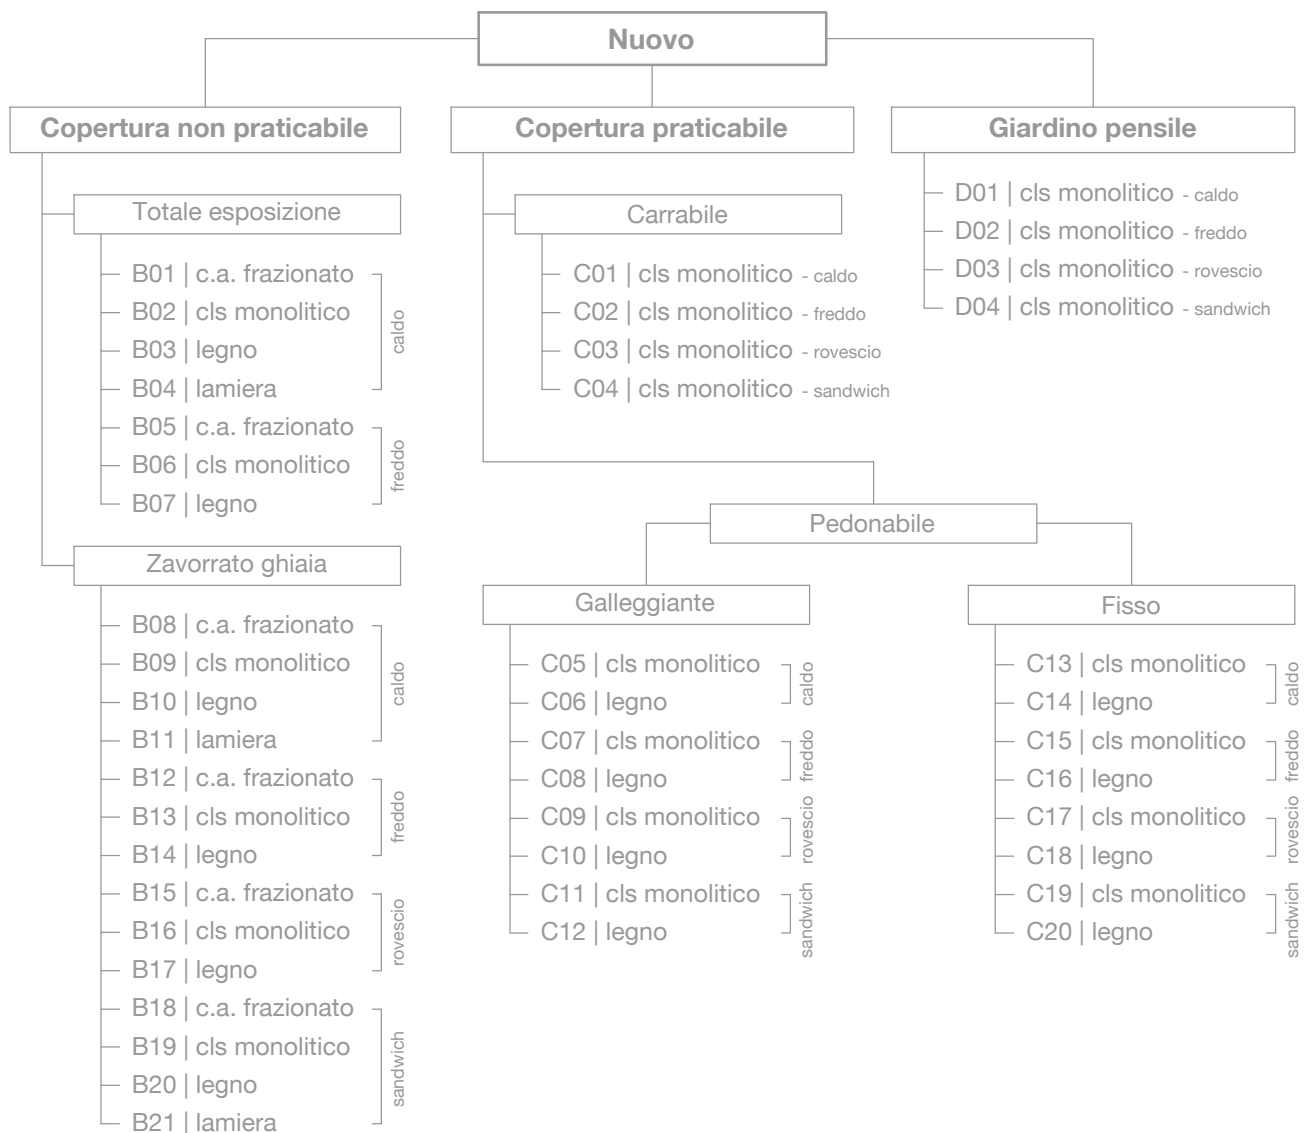 Nuovo
Copertura non praticabile
Totale esposizione
B01 | c.a. frazionato
B02 | cls monolitico
B03 | legno
B04 | lamiera
caldo
B05 | c.a. frazionato
B06 | cls monolitico
B07 | legno
freddo
Zavorrato ghiaia
B08 | c.a. frazionato
B09 | cls monolitico
B10 | legno
B11 | lamiera
caldo
B12 | c.a. frazionato
B13 | cls monolitico
B14 | legno
freddo
B15 | c.a. frazionato
B16 | cls monolitico
B17 | legno
rovescio
B18 | c.a. frazionato
B19 | cls monolitico
B20 | legno
B21 | lamiera
sandwich
Copertura praticabile
Carrabile
C01 | cls monolitico - caldo
C02 | cls monolitico - freddo
C03 | cls monolitico - rovescio
C04 | cls monolitico - sandwich
Pedonabile
Galleggiante
C05 | cls monolitico
C06 | legno
caldo
C07 | cls monolitico
C08 | legno
freddo
C09 | cls monolitico
C10 | legno
rovescio
C11 | cls monolitico
C12 | legno
sandwich
Fisso
C13 | cls monolitico
C14 | legno
caldo
C15 | cls monolitico
C16 | legno
freddo
C17 | cls monolitico
C18 | legno
rovescio
C19 | cls monolitico
C20 | legno
sandwich
Giardino pensile
D01 | cls monolitico - caldo
D02 | cls monolitico - freddo
D03 | cls monolitico - rovescio
D04 | cls monolitico - sandwich